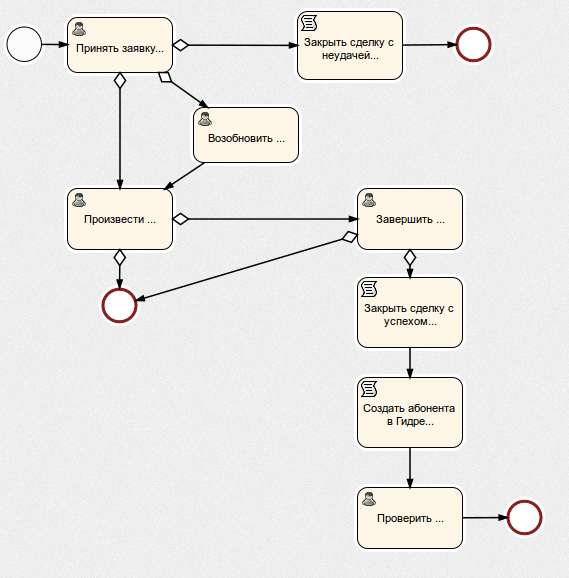 Принять заявку...
Закрыть сделку с
неудачей...
Возобновить ...
Произвести ...
Завершить ...
Закрыть сделку с
успехом...
Создать абонента
в Гидре...
Проверить ...